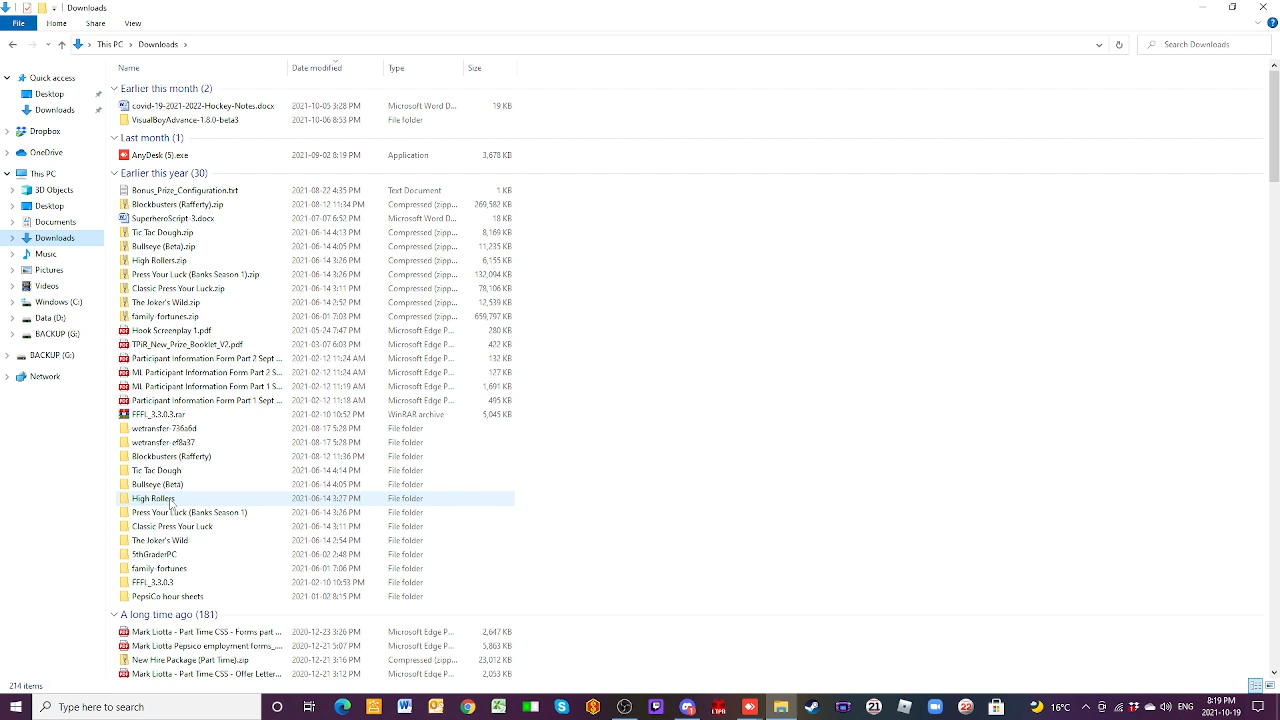 Downloads
File Home Share View
This PC Downloads
Search Downloads
Name Date modified Type Size
Quick access
Desktop
Downloads
Dropbox
OneDrive
This PC
3D Objects
Desktop
Documents
Downloads
Music
Pictures
Videos
Windows (C:)
Data (D:)
BACKUP (G:)
BACKUP (G:)
Network
Earlier this month (2)
covid-19-2021-2022-Hockey-Notes.docx 2021-10-05 3:28 PM Microsoft Word D... 19 KB
VisualBoyAdvance-1.8.0-beta3 2021-10-06 8:53 PM File folder
Last month (1)
AnyDesk (5).exe 2021-09-02 8:19 PM Application 3,678 KB
Earlier this year (30)
Bonus_Prize_Configuration.txt 2021-08-22 4:35 PM Text Document 1 KB
Blockbusters (Rafferty).zip 2021-08-12 11:34 PM Compressed (zipp... 269,582 KB
SuperheroScript-3.docx 2021-07-07 6:52 PM Microsoft Word D... 18 KB
Tic Tac Dough.zip 2021-06-14 4:13 PM Compressed (zipp... 8,169 KB
Bullseye (Beta).zip 2021-06-14 4:05 PM Compressed (zipp... 11,235 KB
High Rollers.zip 2021-06-14 3:26 PM Compressed (zipp... 6,155 KB
Press Your Luck (Banks Season 1).zip 2021-06-14 3:26 PM Compressed (zipp... 132,094 KB
Classic Press Your Luck.zip 2021-06-14 3:11 PM Compressed (zipp... 78,106 KB
The Joker's Wild.zip 2021-06-14 2:52 PM Compressed (zipp... 12,539 KB
family-fortunes.zip 2021-06-01 7:03 PM Compressed (zipp... 659,797 KB
Hook Screenplay 1.pdf 2021-05-24 7:47 PM Microsoft Edge P... 280 KB
TPiR_New_Prize_Booklet_V2.pdf 2021-03-07 6:03 PM Microsoft Edge P... 422 KB
Participant Information Form Part 2 Sept ... 2021-02-12 11:24 AM Microsoft Edge P... 132 KB
ML Participant Information Form Part 2 S... 2021-02-12 11:24 AM Microsoft Edge P... 127 KB
ML Participant Information Form Part 1 S... 2021-02-12 11:19 AM Microsoft Edge P... 1,691 KB
Participant Information Form Part 1 Sept ... 2021-02-12 11:18 AM Microsoft Edge P... 495 KB
FFFL_3.3.0.3.rar 2021-02-10 10:52 PM WinRAR archive 5,045 KB
wetransfer-736a6d 2021-08-17 5:28 PM File folder
wetransfer-ef8a37 2021-08-17 5:28 PM File folder
Blockbusters (Rafferty) 2021-08-12 11:36 PM File folder
Tic Tac Dough 2021-06-14 4:14 PM File folder
Bullseye (Beta) 2021-06-14 4:05 PM File folder
High Rollers 2021-06-14 3:27 PM File folder
Press Your Luck (Banks Season 1) 2021-06-14 3:26 PM File folder
Classic Press Your Luck 2021-06-14 3:11 PM File folder
The Joker's Wild 2021-06-14 2:54 PM File folder
5thGraderPC 2021-06-02 2:48 PM File folder
family-fortunes 2021-06-01 7:06 PM File folder
FFFL_3.3.0.3 2021-02-10 10:53 PM File folder
PepsiCo hour sheets 2021-01-02 8:15 PM File folder
A long time ago (181)
Mark Liotta - Part Time CSS - Forms part ... 2020-12-23 3:26 PM Microsoft Edge P... 2,647 KB
Mark Liotta Pepsico employment forms_... 2020-12-21 5:07 PM Microsoft Edge P... 5,863 KB
New Hire Package (Part Time).zip 2020-12-21 3:16 PM Compressed (zipp... 23,012 KB
Mark Liotta - Part Time CSS - Offer Letter... 2020-12-21 3:12 PM Microsoft Edge P... 2,053 KB
214 items
Type here to search
LTPB
21
22
16°C
ENG
8:19 PM
2021-10-19